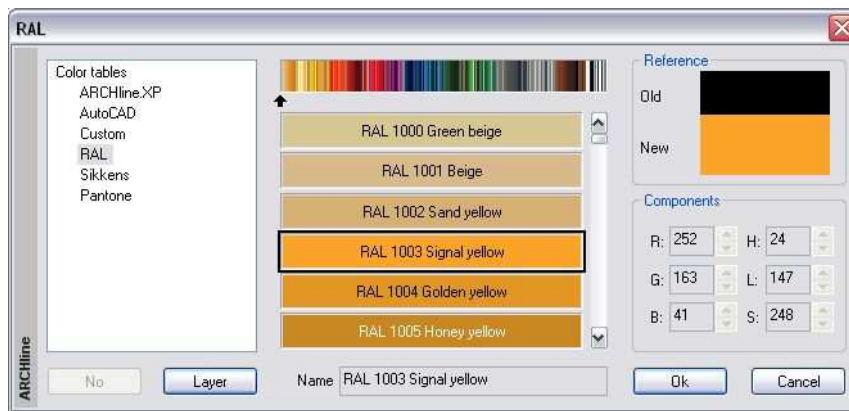 RAL
Color tables
ARCHline.XP
AutoCAD
Custom
RAL
Sikkens
Pantone
RAL 1000 Green beige
RAL 1001 Beige
RAL 1002 Sand yellow
RAL 1003 Signal yellow
RAL 1004 Golden yellow
RAL 1005 Honey yellow
Reference
Old
New
Components
R: 252 H: 24
G: 163 L: 147
B: 41 S: 248
ARCHline
No Layer Name RAL 1003 Signal yellow Ok Cancel